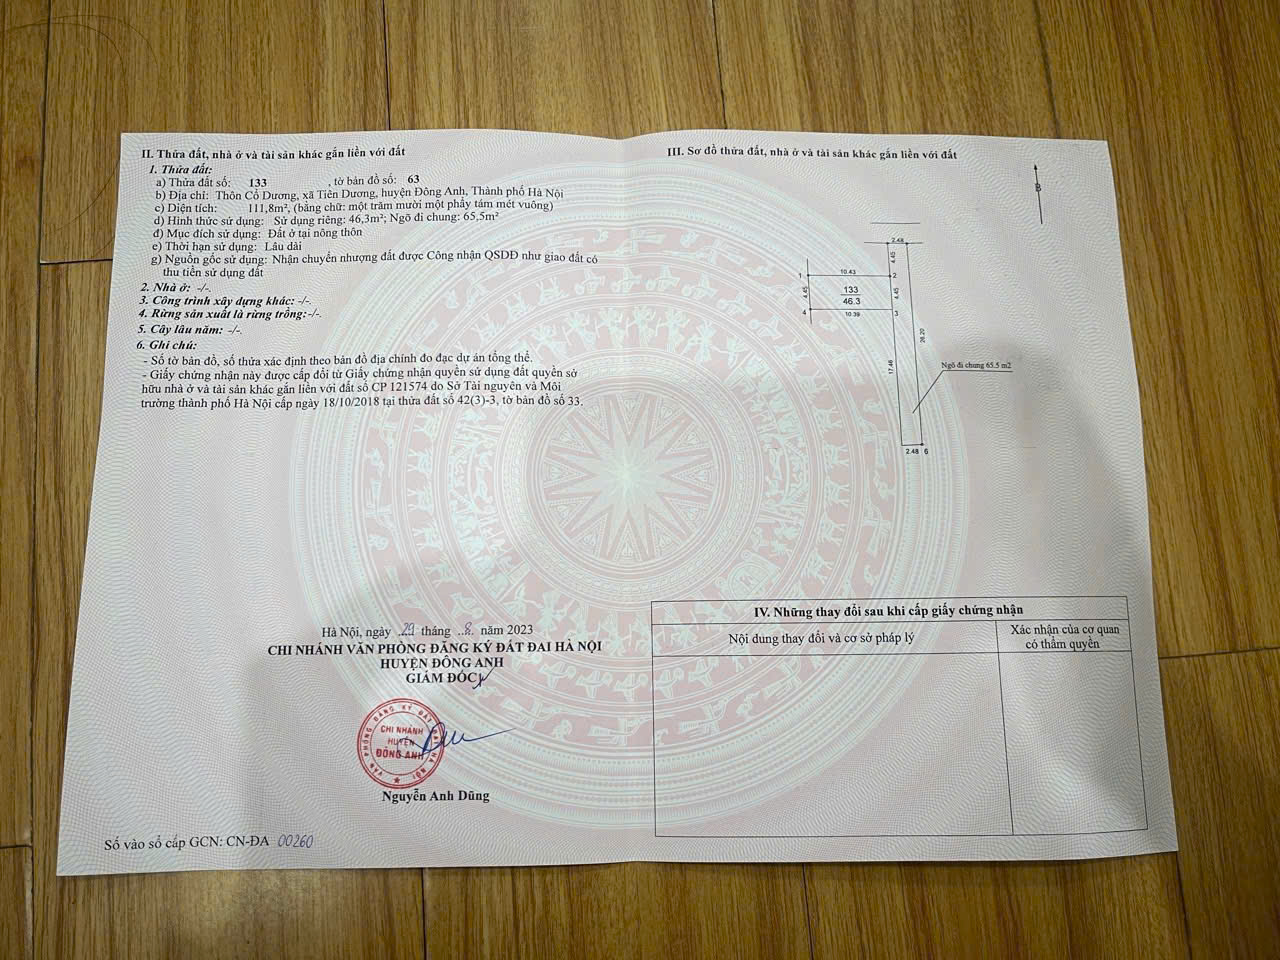 II. Thửa đất, nhà ở và tài sản khác gắn liền với đất
1. Thửa đất:
a) Thửa đất số: 133 , tờ bản đồ số: 63
b) Địa chỉ: Thôn Cổ Dương, xã Tiên Dương, huyện Đông Anh, Thành phố Hà Nội
c) Diện tích: 111,8m², (bằng chữ: một trăm mười một phẩy tám mét vuông)
d) Hình thức sử dụng: Sử dụng riêng: 46,3m²; Ngõ đi chung: 65,5m²
đ) Mục đích sử dụng: Đất ở tại nông thôn
e) Thời hạn sử dụng: Lâu dài
g) Nguồn gốc sử dụng: Nhận chuyển nhượng đất được Công nhận QSDĐ như giao đất có
thu tiền sử dụng đất
2. Nhà ở: -/-.
3. Công trình xây dựng khác: -/-.
4. Rừng sản xuất là rừng trồng:-/-.
5. Cây lâu năm: -/-.
6. Ghi chú:
- Số tờ bản đồ, số thửa xác định theo bản đồ địa chính đo đạc dự án tổng thể.
- Giấy chứng nhận này được cấp đổi từ Giấy chứng nhận quyền sử dụng đất quyền sở
hữu nhà ở và tài sản khác gắn liền với đất số CP 121574 do Sở Tài nguyên và Môi
trường thành phố Hà Nội cấp ngày 18/10/2018 tại thửa đất số 42(3)-3, tờ bản đồ số 33.
Hà Nội, ngày 29 tháng 8 năm 2023
CHI NHÁNH VĂN PHÒNG ĐĂNG KÝ ĐẤT ĐAI HÀ NỘI
HUYỆN ĐÔNG ANH
GIÁM ĐỐC
VĂN PHÒNG ĐĂNG KÝ ĐẤT ĐAI HÀ NỘI
CHI NHÁNH
HUYỆN
ĐÔNG ANH
Nguyễn Anh Dũng
Số vào sổ cấp GCN: CN-ĐA 00260
III. Sơ đồ thửa đất, nhà ở và tài sản khác gắn liền với đất
B
2.48
4.45
1 10.43 2
4.45 133 4.45
46.3
4 10.39 3
28.20
17.46
Ngõ đi chung 65.5 m2
2.48 6
IV. Những thay đổi sau khi cấp giấy chứng nhận
Nội dung thay đổi và cơ sở pháp lý
Xác nhận của cơ quan
có thẩm quyền